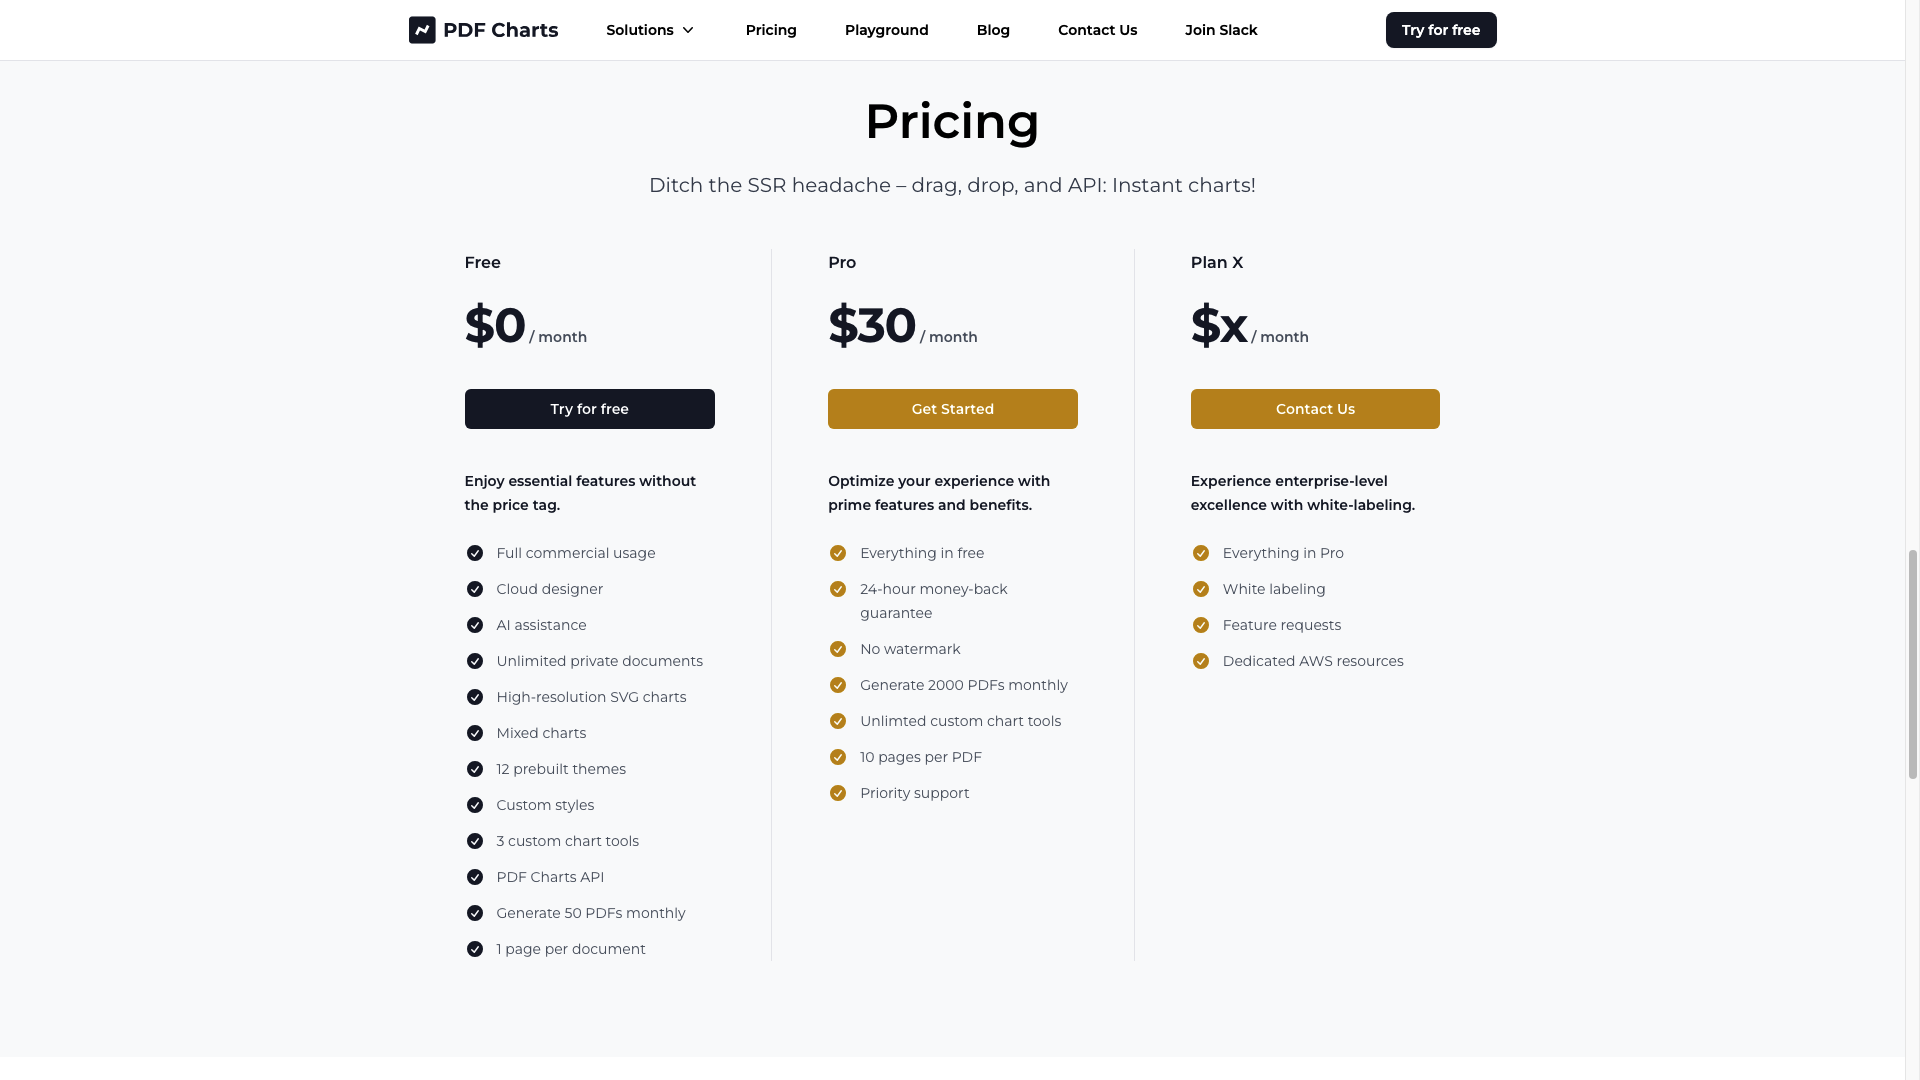 PDF Charts
Solutions
Pricing
Playground
Blog
Contact Us
Join Slack
Try for free
Pricing
Ditch the SSR headache – drag, drop, and API: Instant charts!
Free
$0 / month
Try for free
Enjoy essential features without
the price tag.
Full commercial usage
Cloud designer
AI assistance
Unlimited private documents
High-resolution SVG charts
Mixed charts
12 prebuilt themes
Custom styles
3 custom chart tools
PDF Charts API
Generate 50 PDFs monthly
1 page per document
Pro
$30 / month
Get Started
Optimize your experience with
prime features and benefits.
Everything in free
24-hour money-back
guarantee
No watermark
Generate 2000 PDFs monthly
Unlimted custom chart tools
10 pages per PDF
Priority support
Plan X
$x / month
Contact Us
Experience enterprise-level
excellence with white-labeling.
Everything in Pro
White labeling
Feature requests
Dedicated AWS resources